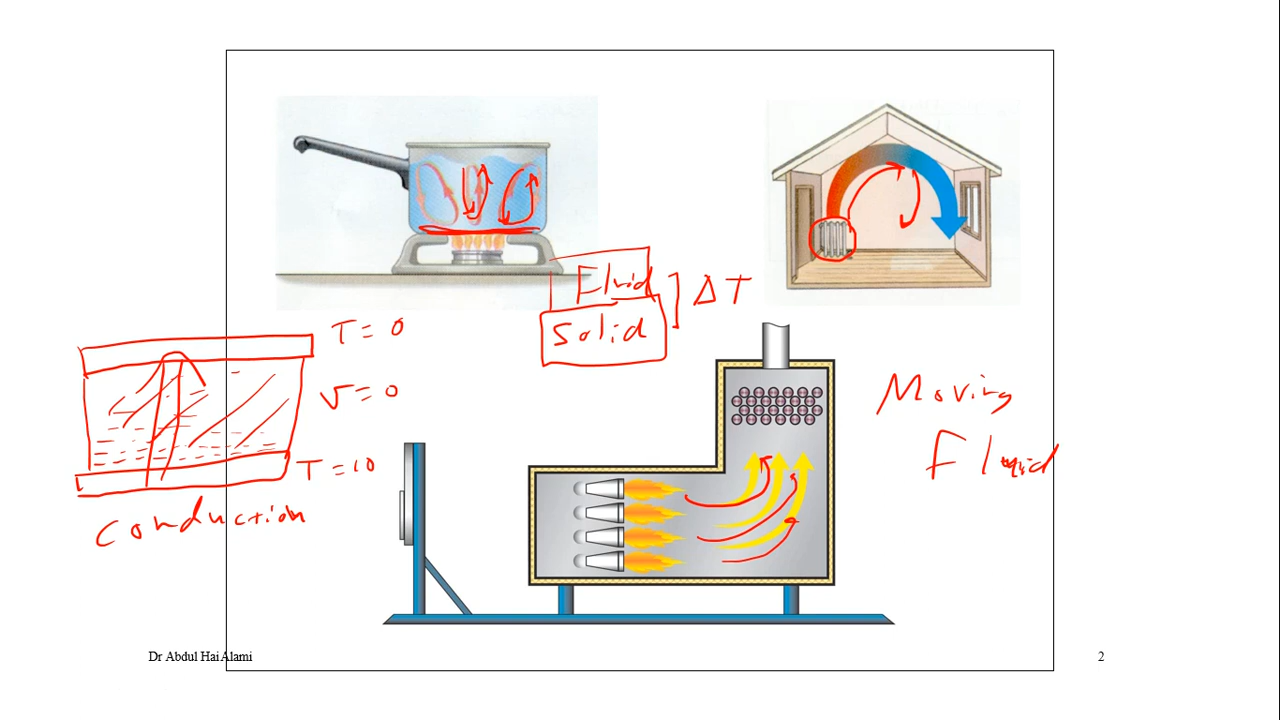 Fluid
Solid
ΔT
T = 0
v = 0
T = 10
conduction
Moving
Fluid
Dr Abdul Hai Alami
2